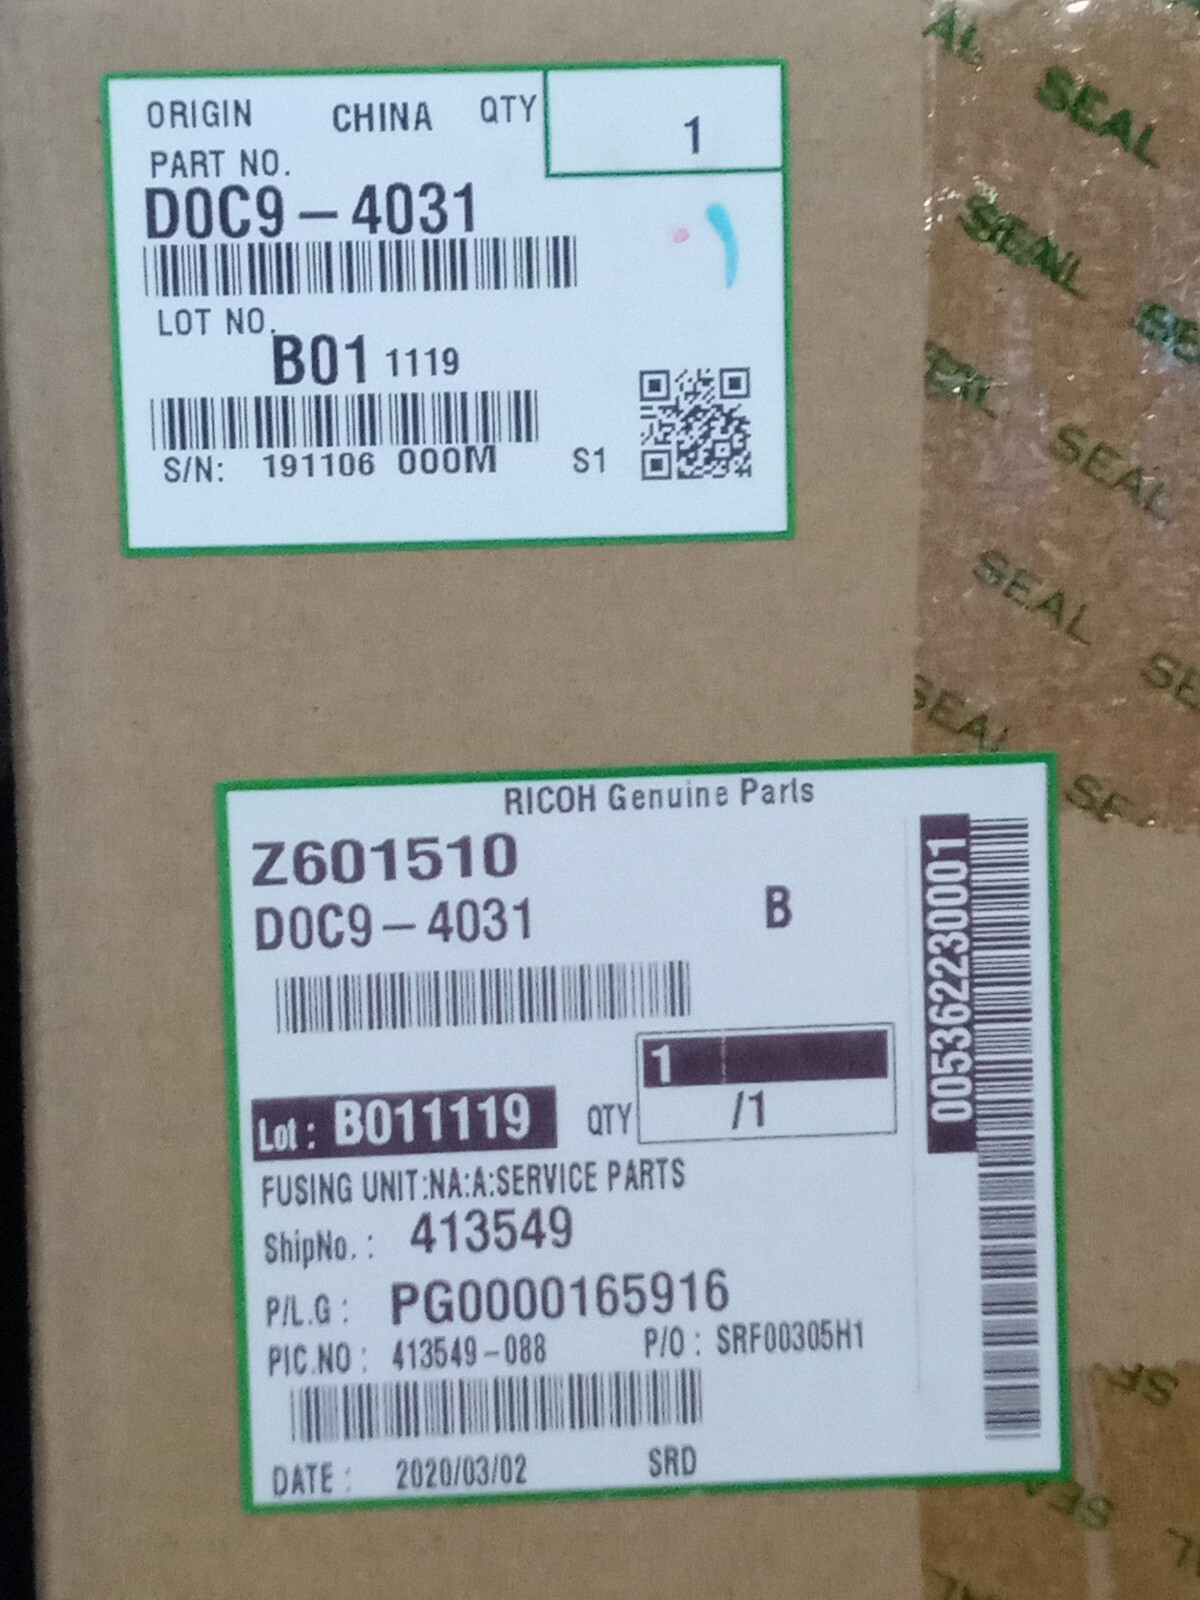 ORIGIN CHINA QTY 1
PART NO.
D0C9-4031
LOT NO.
B01 1119
S/N: 191106 000M S1
SEAL
SEAL
SEAL
SEAL
RICOH Genuine Parts
Z601510
D0C9-4031 B
1
Lot: B011119 QTY /1
FUSING UNIT:NA:A:SERVICE PARTS
ShipNo.: 413549
P/L.G: PG0000165916
PIC.NO: 413549-088 P/O: SRF00305H1
DATE: 2020/03/02 SRD
005362230001